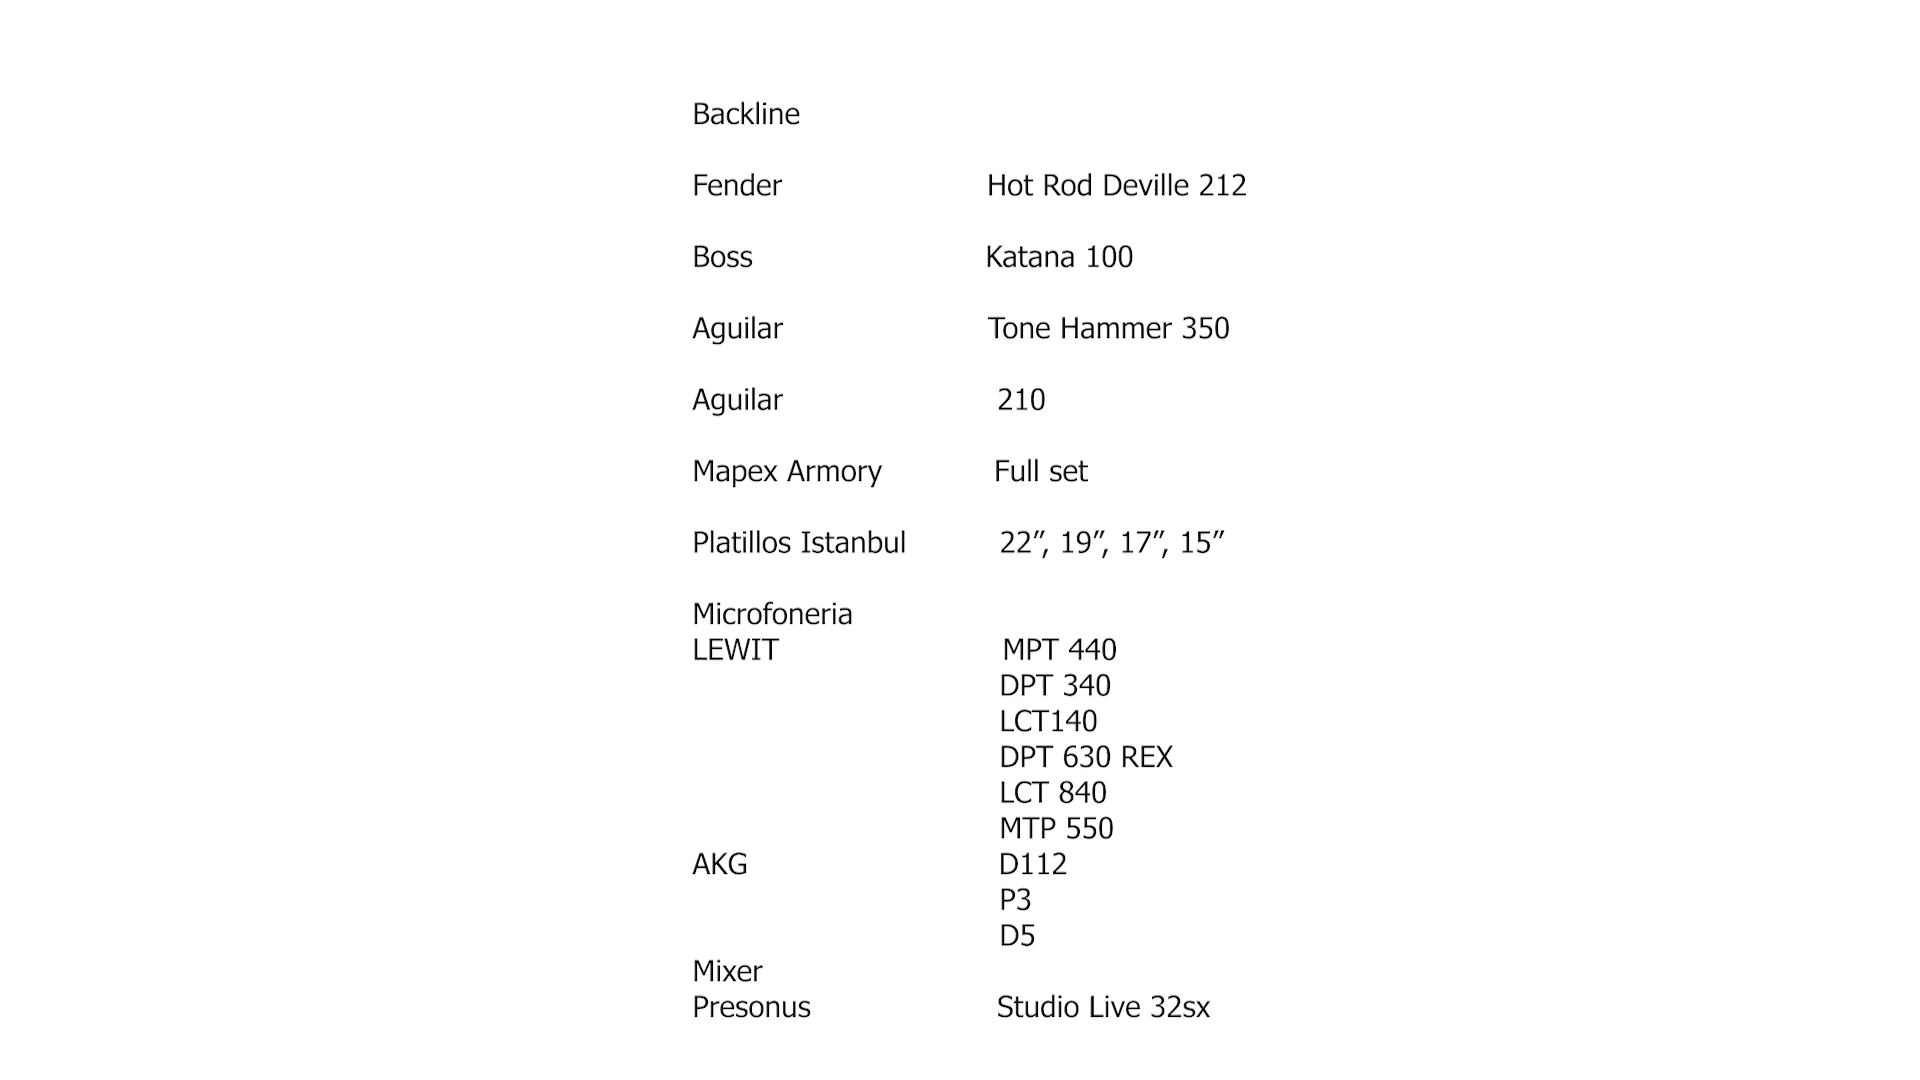 Backline
Fender Hot Rod Deville 212
Boss Katana 100
Aguilar Tone Hammer 350
Aguilar 210
Mapex Armory Full set
Platillos Istanbul 22”, 19”, 17”, 15”
Microfoneria
LEWIT MPT 440
DPT 340
LCT140
DPT 630 REX
LCT 840
MTP 550
AKG D112
P3
D5
Mixer
Presonus Studio Live 32sx